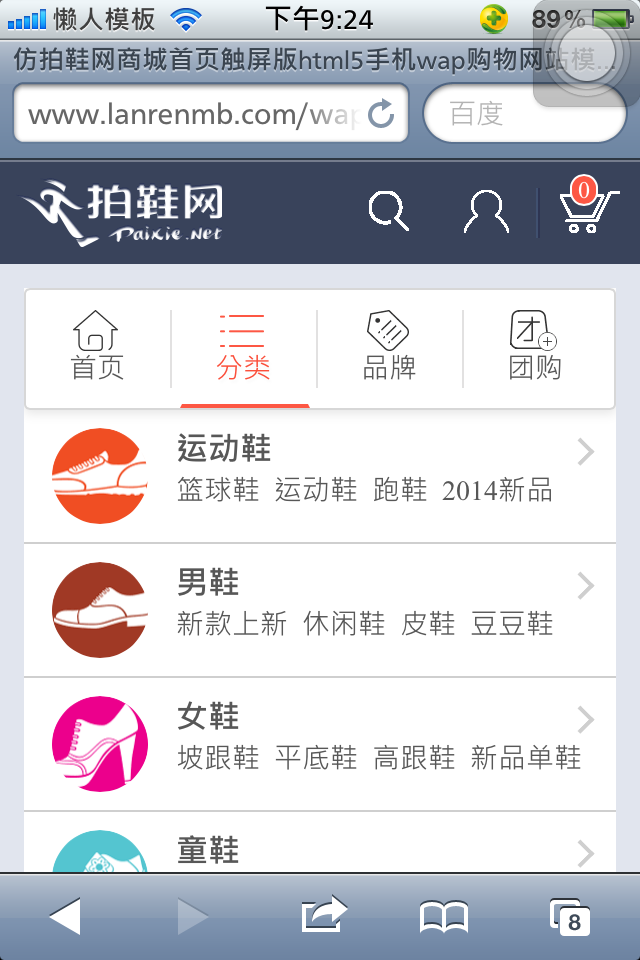 懒人模板 下午9:24 89%
仿拍鞋网商城首页触屏版html5手机wap购物网站模...
www.lanrenmb.com/wap 百度
拍鞋网
Paixie.Net
0
首页 分类 品牌 团购
团
运动鞋
篮球鞋 运动鞋 跑鞋 2014新品
男鞋
新款上新 休闲鞋 皮鞋 豆豆鞋
女鞋
坡跟鞋 平底鞋 高跟鞋 新品单鞋
童鞋
8